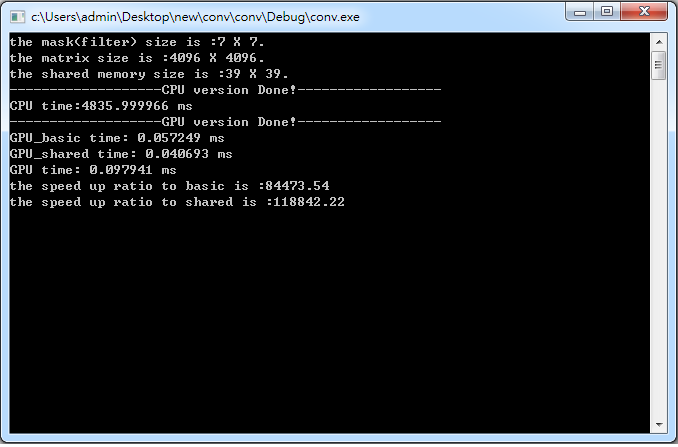 c:\Users\admin\Desktop\new\conv\conv\Debug\conv.exe
the mask(filter) size is :7 X 7.
the matrix size is :4096 X 4096.
the shared memory size is :39 X 39.
-------------------CPU version Done!------------------
CPU time:4835.999966 ms
-------------------GPU version Done!------------------
GPU_basic time: 0.057249 ms
GPU_shared time: 0.040693 ms
GPU time: 0.097941 ms
the speed up ratio to basic is :84473.54
the speed up ratio to shared is :118842.22